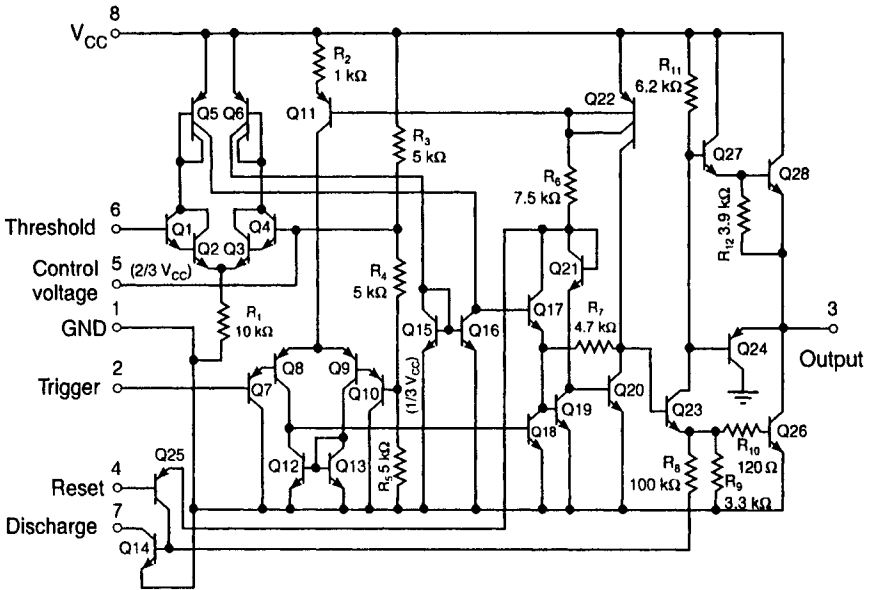 8
V_CC
R₂
1 kΩ
R₁₁
6.2 kΩ
Q5
Q6
Q11
Q22
R₃
5 kΩ
Q27
Q28
R₆
7.5 kΩ
R₁₂ 3.9 kΩ
6
Threshold
Q1
Q2
Q3
Q4
5 (2/3 V_CC)
Control
voltage
R₄
5 kΩ
Q21
Q17
R₇
4.7 kΩ
R₁
10 kΩ
1
GND
Q15
Q16
3
Output
Q24
2
Trigger
Q7
Q8
Q9
Q10
(1/3 V_CC)
Q18
Q19
Q20
Q23
Q26
R₁₀
120 Ω
Q25
Q12
Q13
R₅ 5 kΩ
R₈
100 kΩ
R₉
3.3 kΩ
4
Reset
7
Discharge
Q14